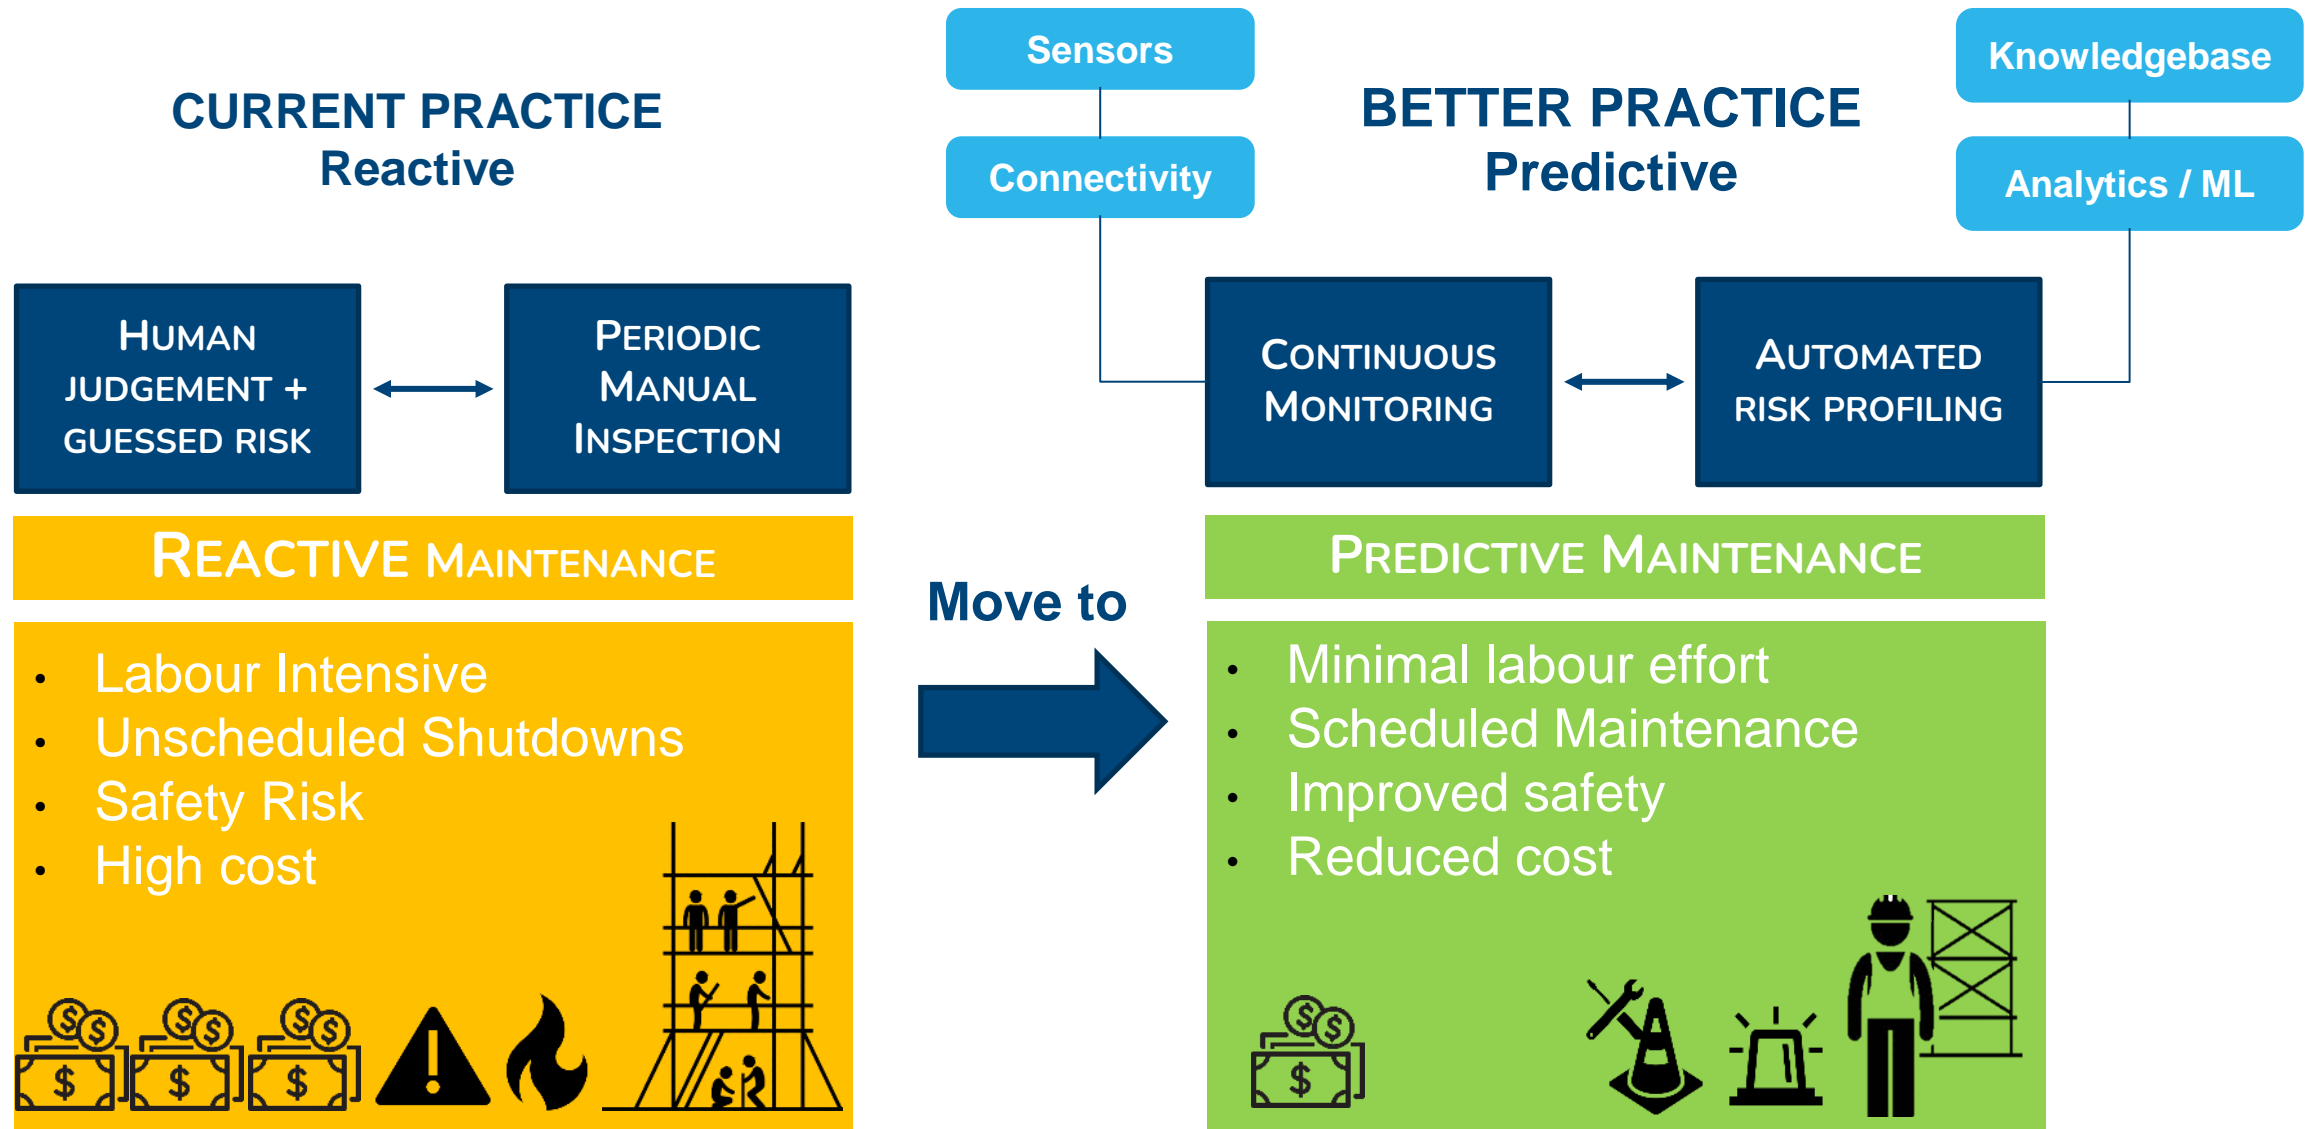 CURRENT PRACTICE
Reactive
HUMAN
JUDGEMENT +
GUESSED RISK
PERIODIC
MANUAL
INSPECTION
REACTIVE MAINTENANCE
• Labour Intensive
• Unscheduled Shutdowns
• Safety Risk
• High cost
$ $ $
$ $ $
$ $ $
!
Move to
Sensors
Connectivity
BETTER PRACTICE
Predictive
Knowledgebase
Analytics / ML
CONTINUOUS
MONITORING
AUTOMATED
RISK PROFILING
PREDICTIVE MAINTENANCE
• Minimal labour effort
• Scheduled Maintenance
• Improved safety
• Reduced cost
$ $ $